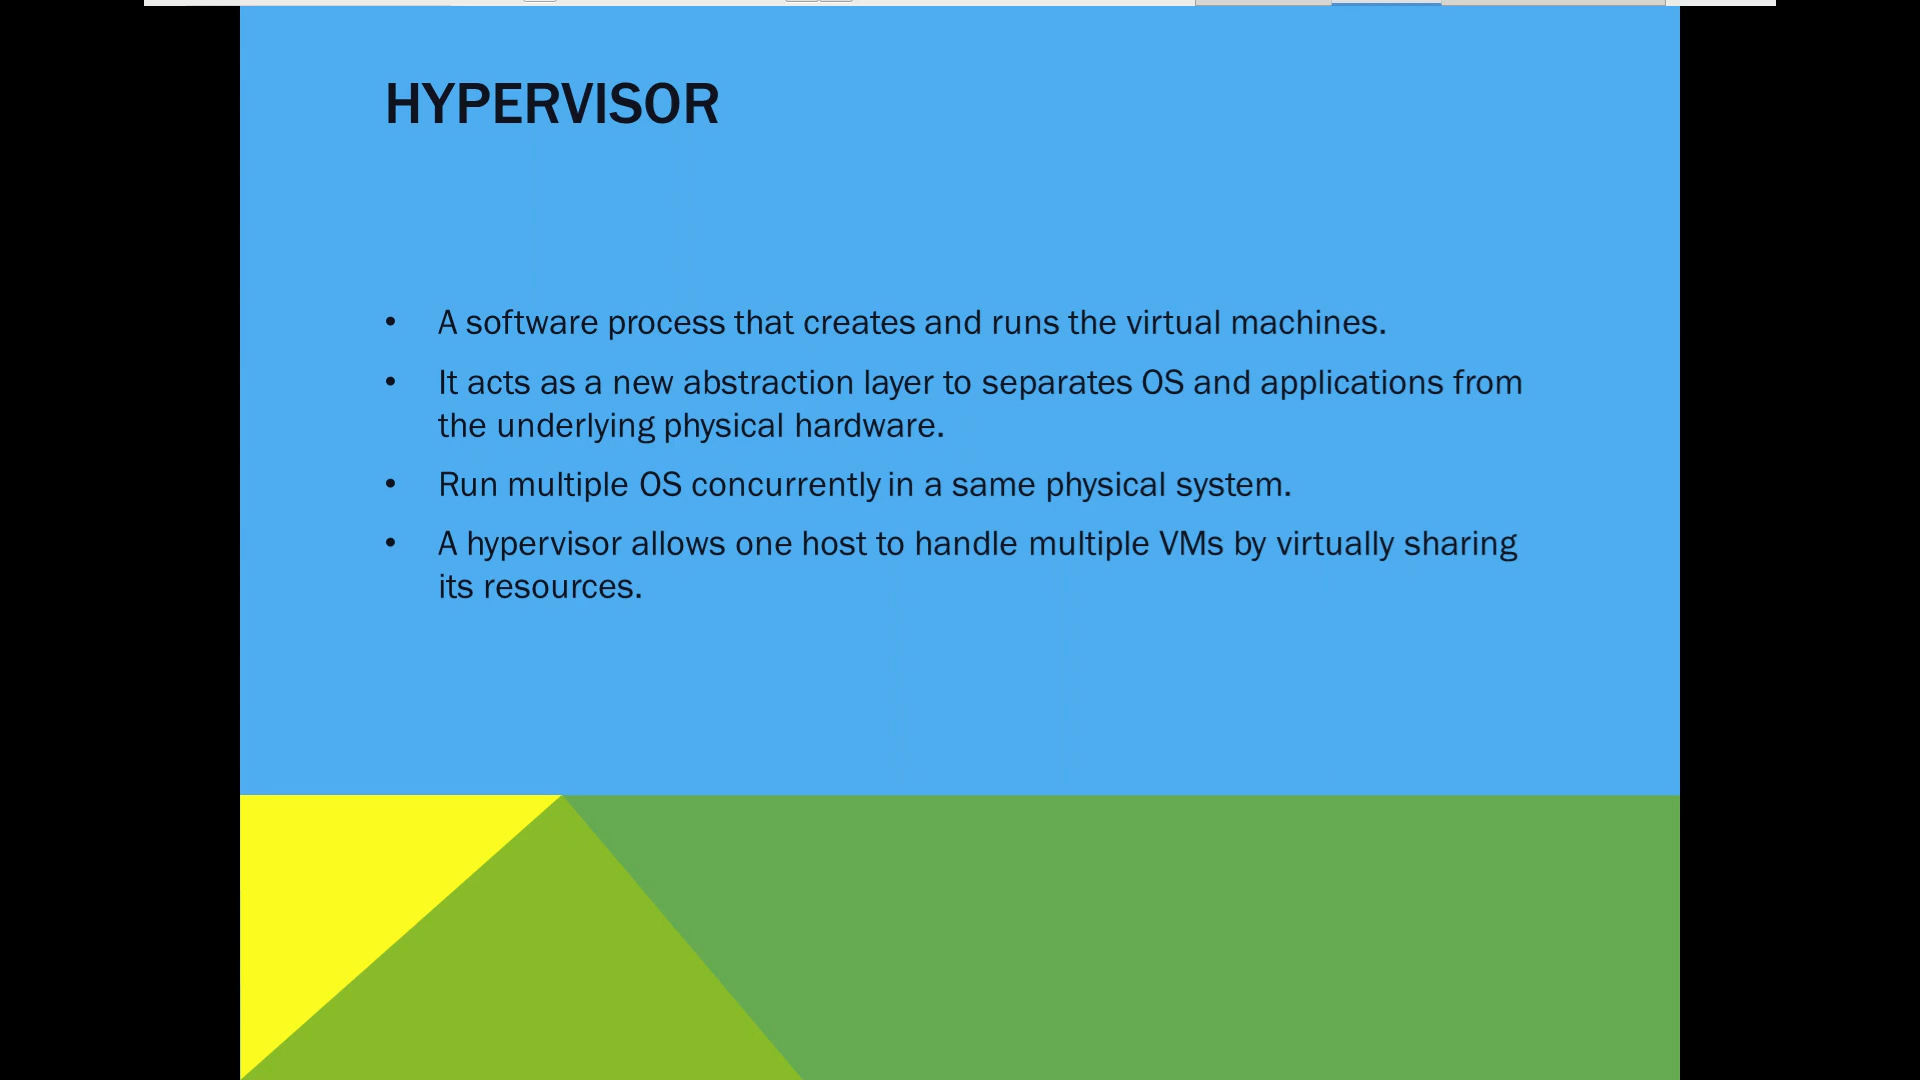 HYPERVISOR
• A software process that creates and runs the virtual machines.
• It acts as a new abstraction layer to separates OS and applications from
the underlying physical hardware.
• Run multiple OS concurrently in a same physical system.
• A hypervisor allows one host to handle multiple VMs by virtually sharing
its resources.